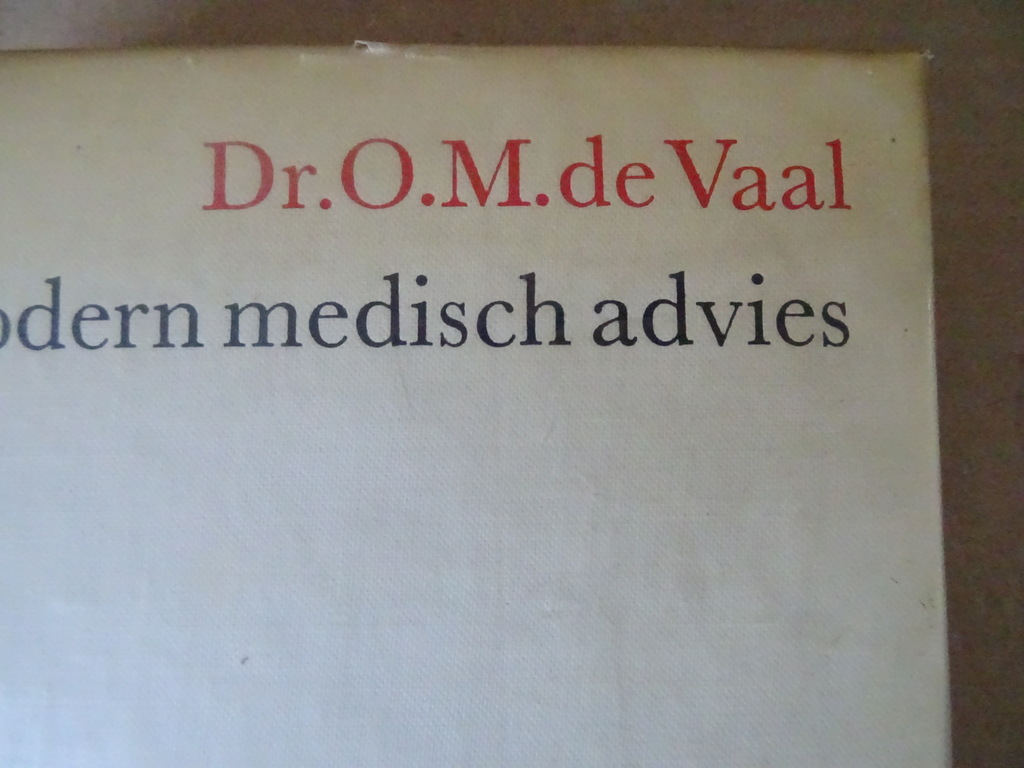 Dr. O. M. de Vaal
odern medisch advies